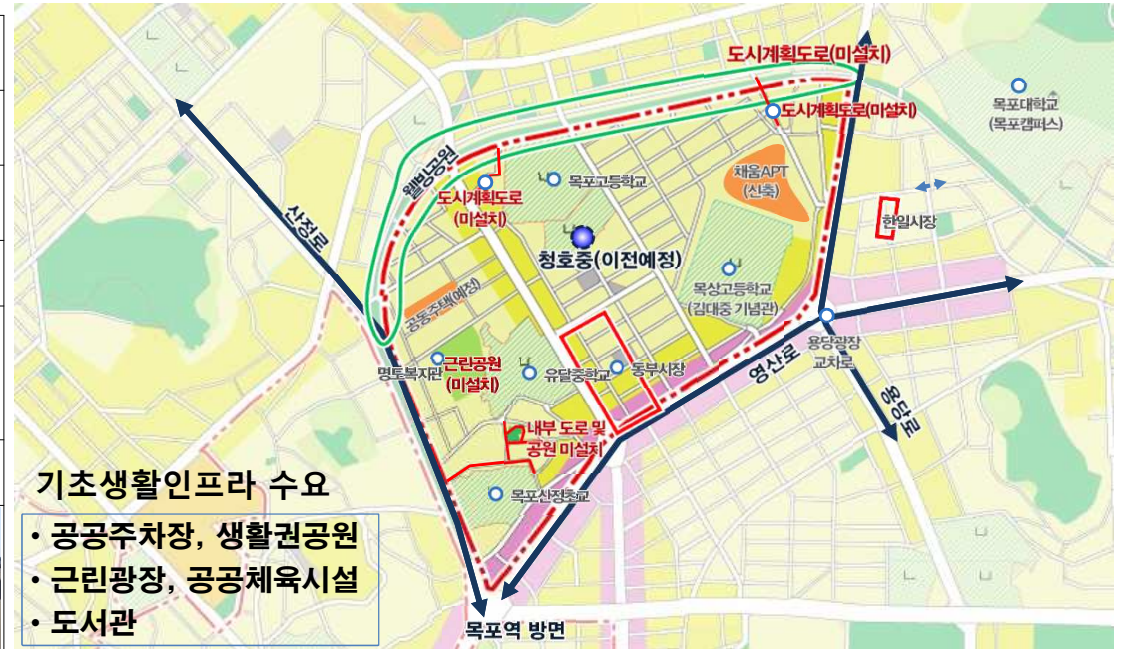 도시계획도로(미설치)
목포대학교
(목포캠퍼스)
도시계획도로(미설치)
웰빙공원
목포고등학교
채움APT
(신축)
도시계획도로
(미설치)
산정로
한일시장
청호중(이전예정)
목상고등학교
(김대중 기념관)
공동주택(예정)
용당광장
교차로
명토복지관
근린공원
(미설치)
유달중학교
동부시장
영산로
용당로
내부 도로 및
공원 미설치
기초생활인프라 수요
목포산정초교
• 공공주차장, 생활권공원
• 근린광장, 공공체육시설
• 도서관
목포역 방면